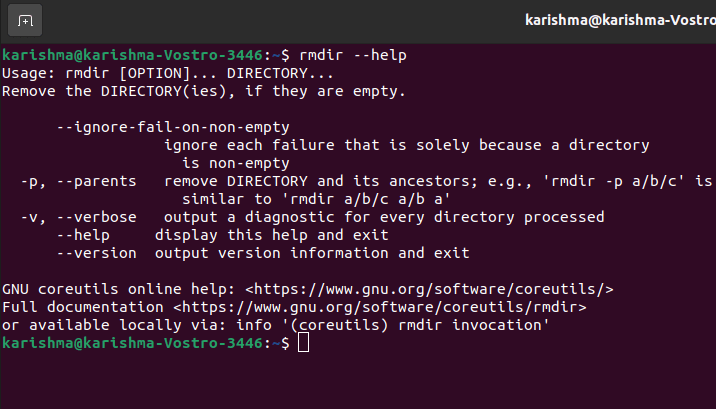 karishma@karishma-Vostro
karishma@karishma-Vostro-3446:~$ rmdir --help
Usage: rmdir [OPTION]... DIRECTORY...
Remove the DIRECTORY(ies), if they are empty.
--ignore-fail-on-non-empty
ignore each failure that is solely because a directory
is non-empty
-p, --parents   remove DIRECTORY and its ancestors; e.g., 'rmdir -p a/b/c' is
similar to 'rmdir a/b/c a/b a'
-v, --verbose   output a diagnostic for every directory processed
--help     display this help and exit
--version  output version information and exit
GNU coreutils online help: <https://www.gnu.org/software/coreutils/>
Full documentation <https://www.gnu.org/software/coreutils/rmdir>
or available locally via: info '(coreutils) rmdir invocation'
karishma@karishma-Vostro-3446:~$